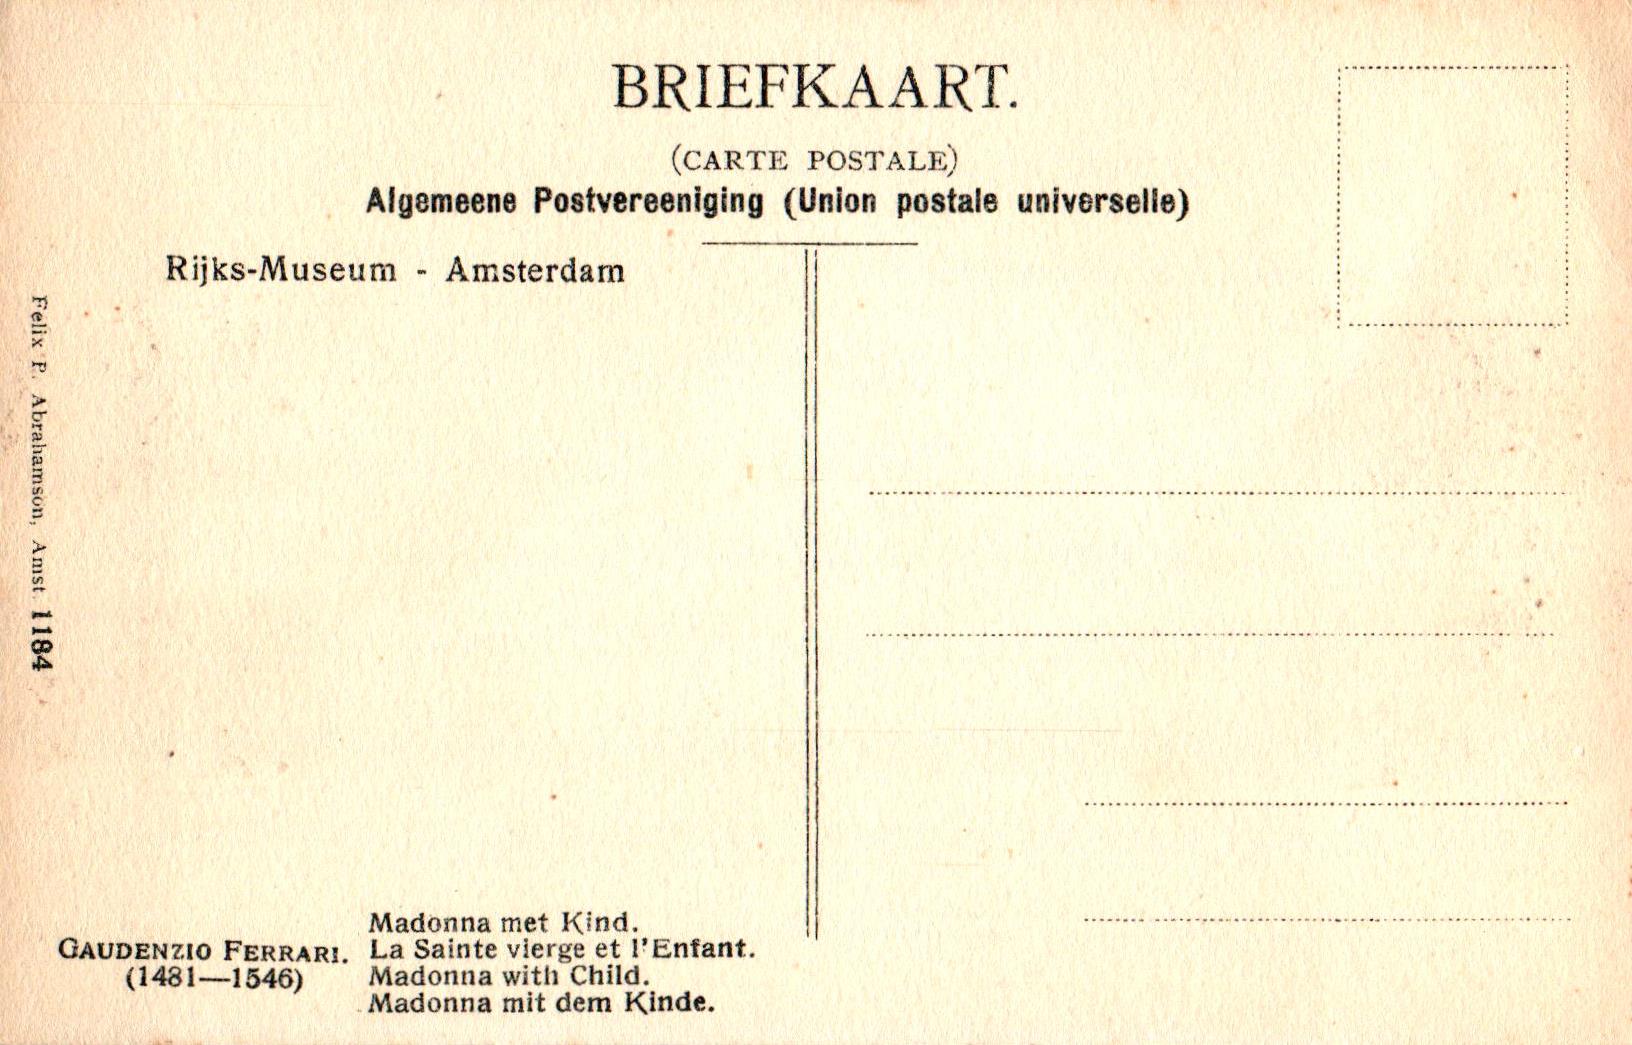 BRIEFKAART.
(CARTE POSTALE)
Algemeene Postvereeniging (Union postale universelle)
Rijks-Museum - Amsterdam
Felix P. Abrahamson, Amst. 1184
GAUDENZIO FERRARI.
(1481—1546)
Madonna met Kind.
La Sainte vierge et l'Enfant.
Madonna with Child.
Madonna mit dem Kinde.